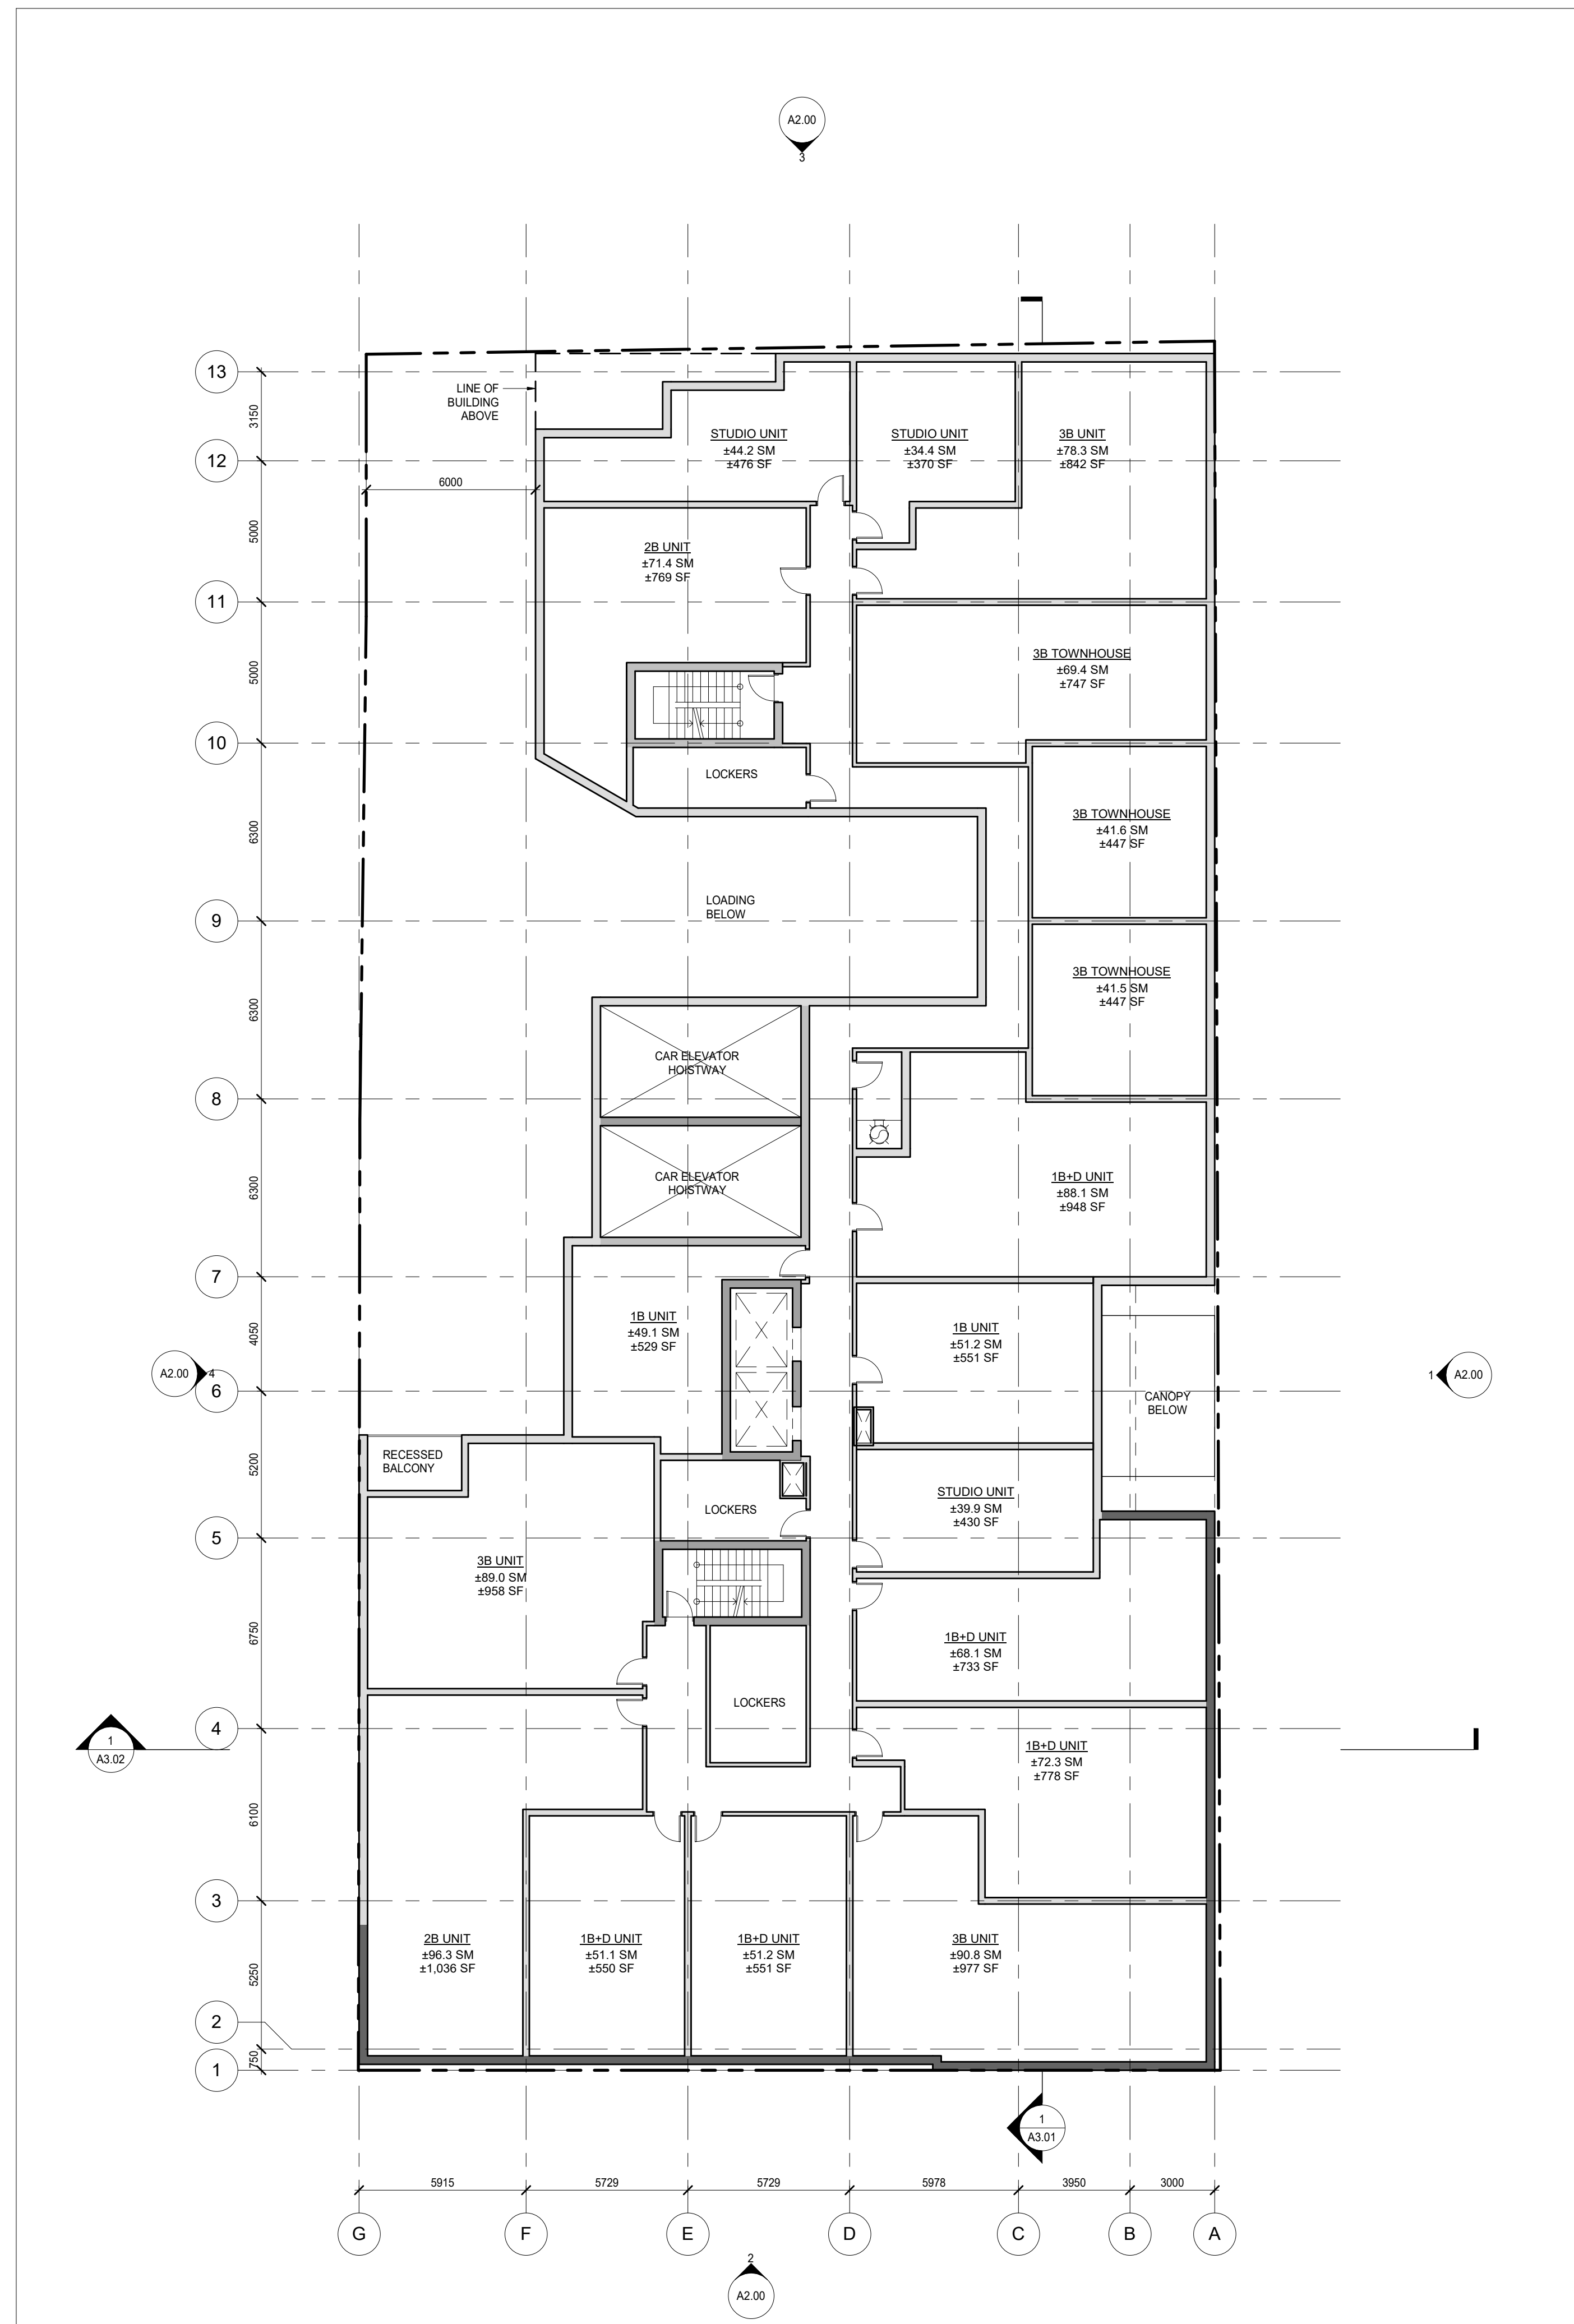 A2.00
3
13
3150
LINE OF
BUILDING
ABOVE
STUDIO UNIT
±44.2 SM
±476 SF
STUDIO UNIT
±34.4 SM
±370 SF
3B UNIT
±78.3 SM
±842 SF
12
6000
5000
2B UNIT
±71.4 SM
±769 SF
11
3B TOWNHOUSE
±69.4 SM
±747 SF
5000
10
LOCKERS
3B TOWNHOUSE
±41.6 SM
±447 SF
6300
LOADING
BELOW
9
3B TOWNHOUSE
±41.5 SM
±447 SF
6300
CAR ELEVATOR
HOISTWAY
8
CAR ELEVATOR
HOISTWAY
1B+D UNIT
±88.1 SM
±948 SF
6300
7
1B UNIT
±49.1 SM
±529 SF
1B UNIT
±51.2 SM
±551 SF
4050
A2.00
4
6
CANOPY
BELOW
1
A2.00
RECESSED
BALCONY
5200
LOCKERS
STUDIO UNIT
±39.9 SM
±430 SF
5
3B UNIT
±89.0 SM
±958 SF
6750
1B+D UNIT
±68.1 SM
±733 SF
LOCKERS
4
1
A3.02
1B+D UNIT
±72.3 SM
±778 SF
6100
3
2B UNIT
±96.3 SM
±1,036 SF
1B+D UNIT
±51.1 SM
±550 SF
1B+D UNIT
±51.2 SM
±551 SF
3B UNIT
±90.8 SM
±977 SF
5250
2
750
1
1
A3.01
5915
5729
5729
5978
3950
3000
G
F
E
D
C
B
A
2
A2.00